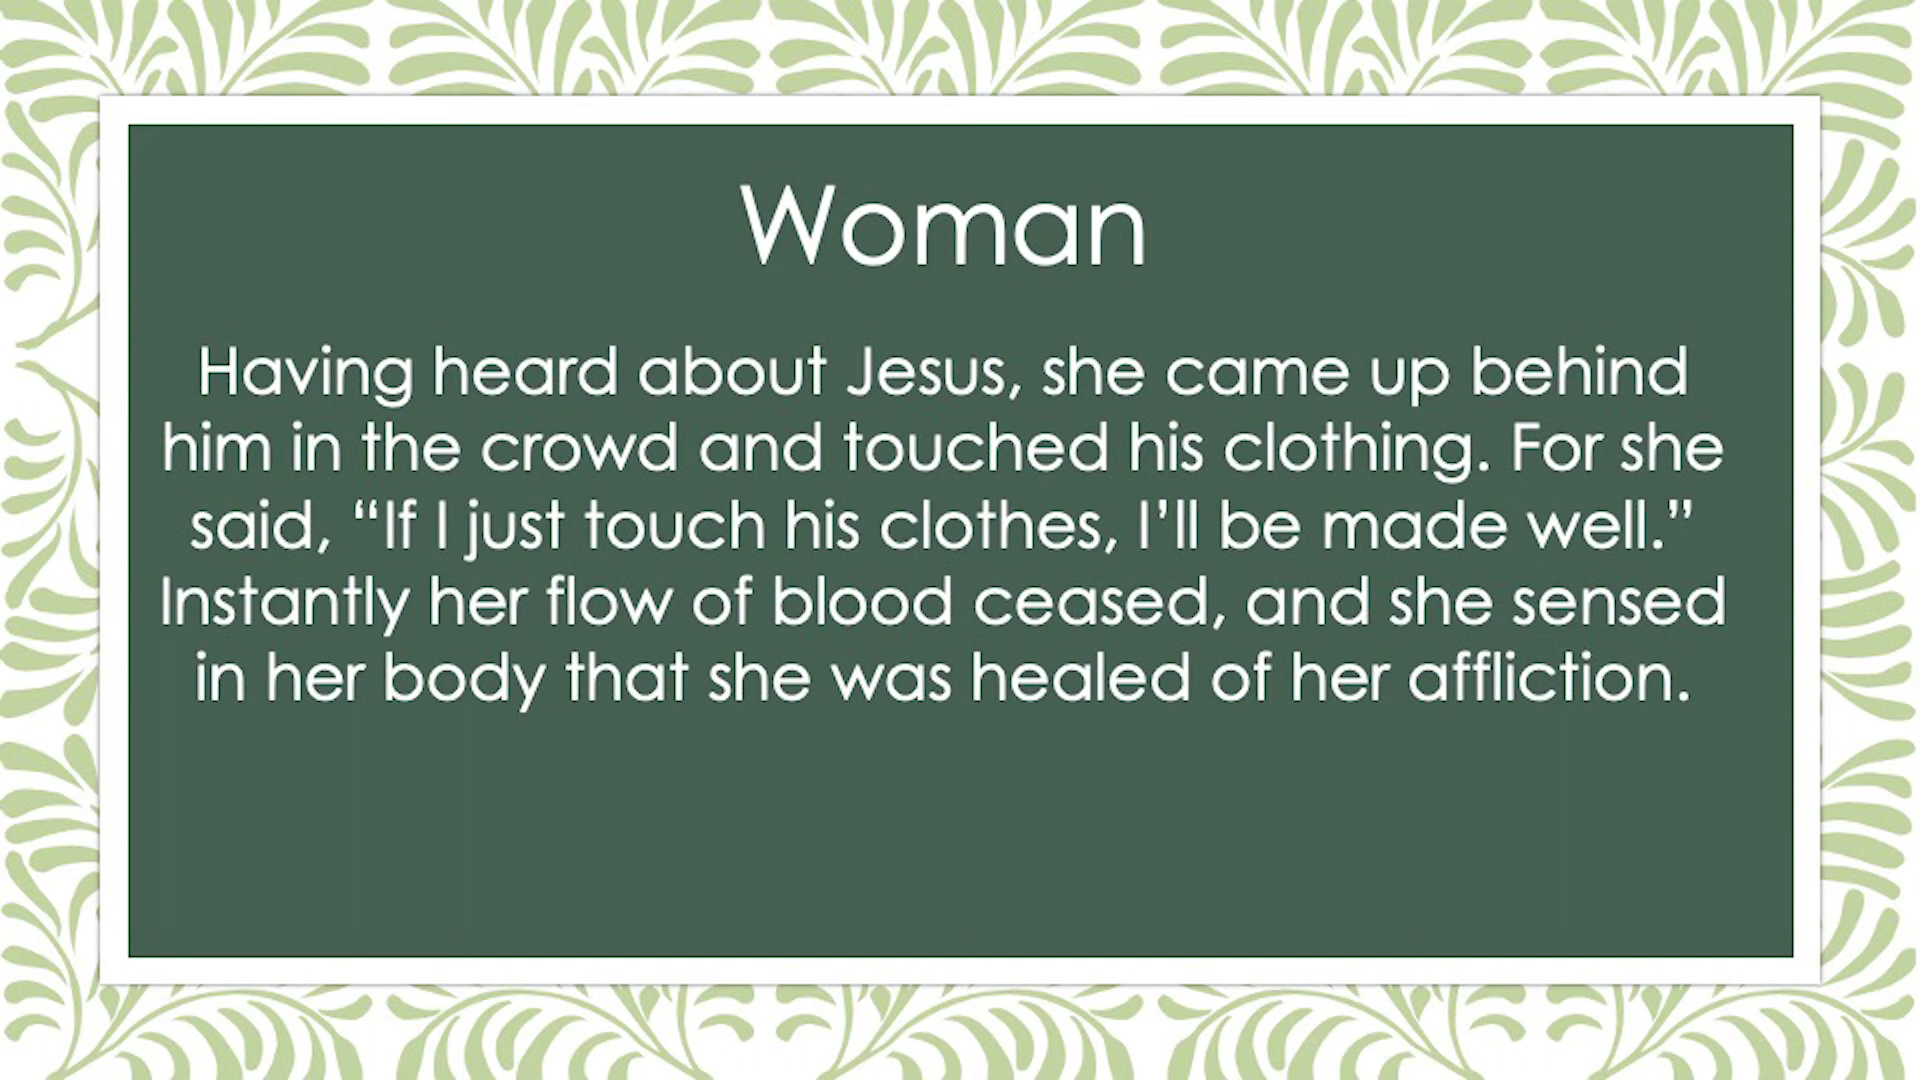 Woman
Having heard about Jesus, she came up behind
him in the crowd and touched his clothing. For she
said, “If I just touch his clothes, I’ll be made well.”
Instantly her flow of blood ceased, and she sensed
in her body that she was healed of her affliction.